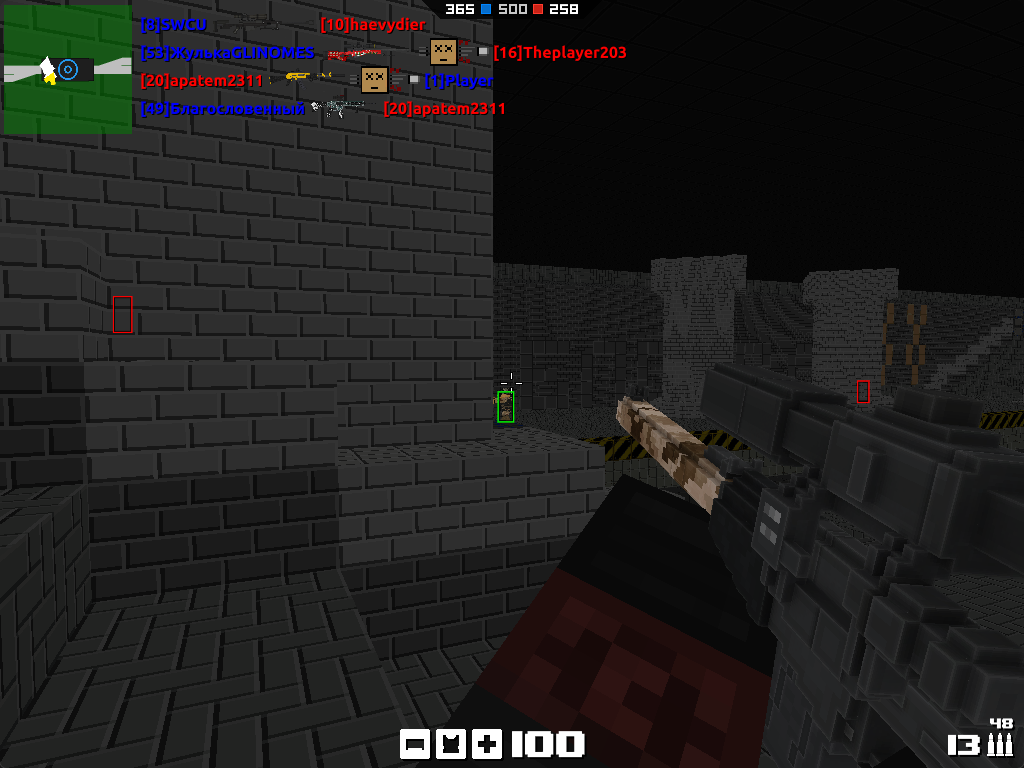 365 500 258
[8]SWCU [10]haevydier
[53]ЖулькаGLINOMES [16]Theplayer203
[20]apatem2311 [1]Player
[49]Благословенный [20]apatem2311
100
48
13